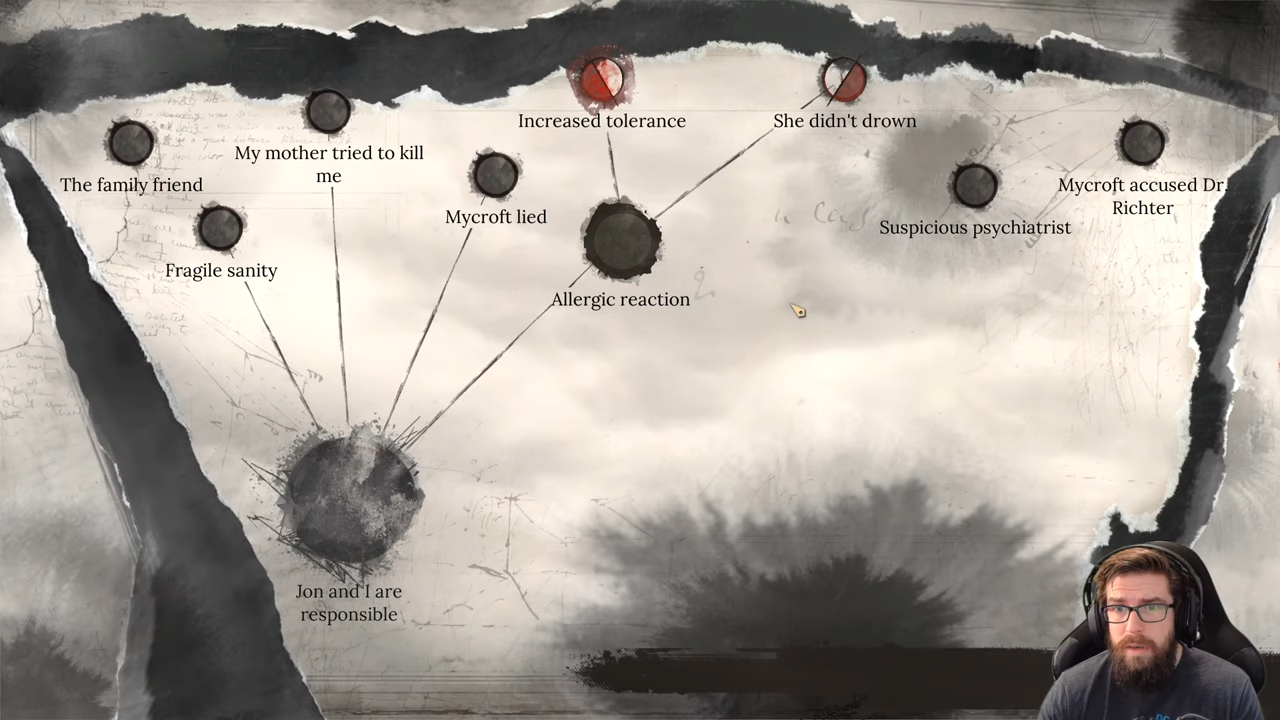 Increased tolerance
She didn't drown
My mother tried to kill
me
The family friend
Mycroft accused Dr.
Richter
Mycroft lied
Suspicious psychiatrist
Fragile sanity
Allergic reaction
Jon and I are
responsible